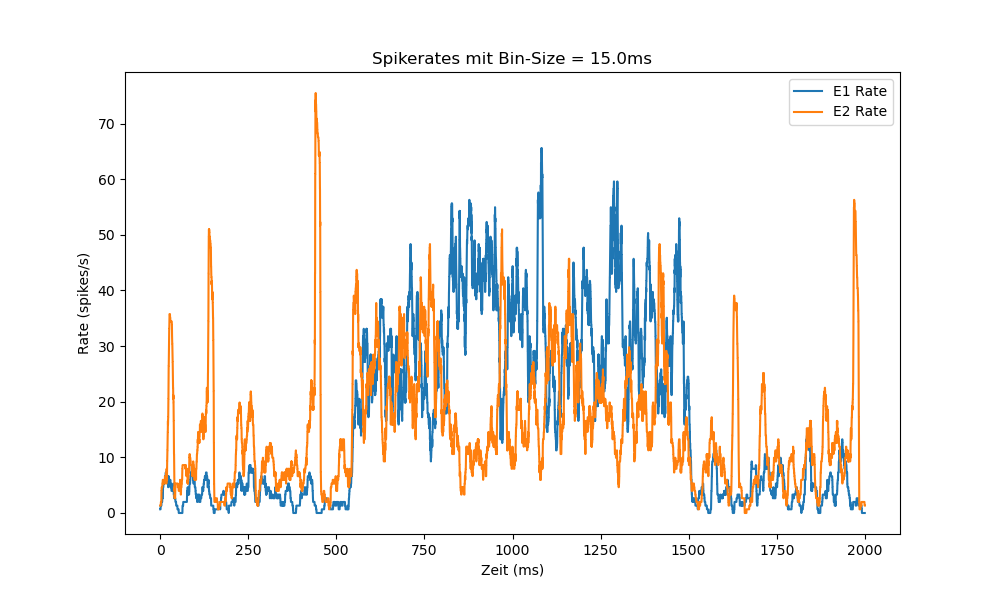 Spikerates mit Bin-Size = 15.0ms
E1 Rate
E2 Rate
70
60
50
40
30
20
10
0
Rate (spikes/s)
0 250 500 750 1000 1250 1500 1750 2000
Zeit (ms)